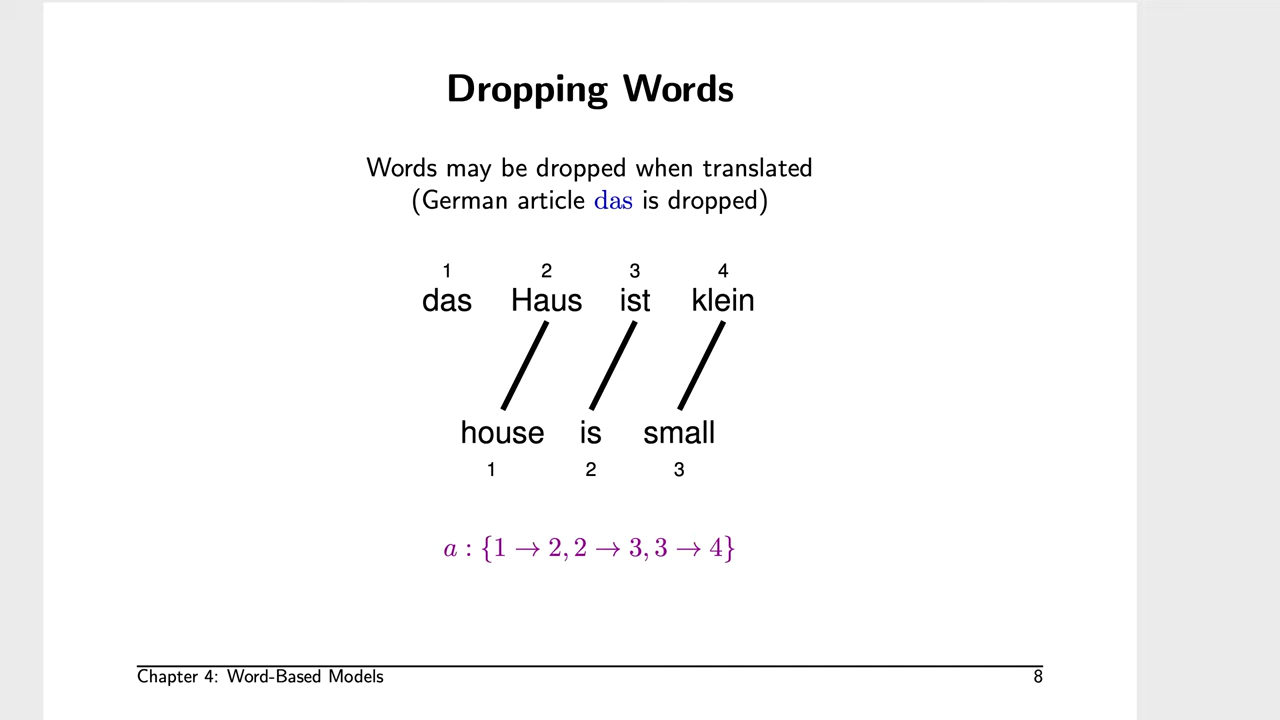 Dropping Words
Words may be dropped when translated
(German article das is dropped)
1 2 3 4
das Haus ist klein
house is small
1 2 3
a : {1 → 2, 2 → 3, 3 → 4}
Chapter 4: Word-Based Models 8